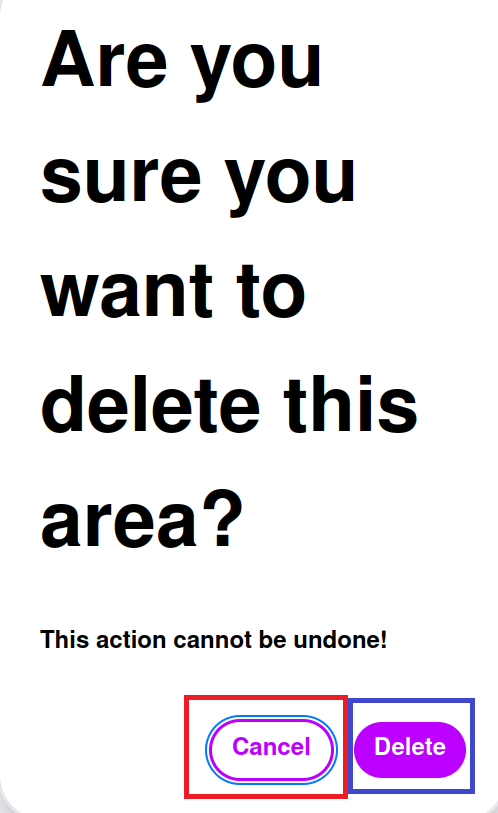 Are you
sure you
want to
delete this
area?
This action cannot be undone!
Cancel Delete